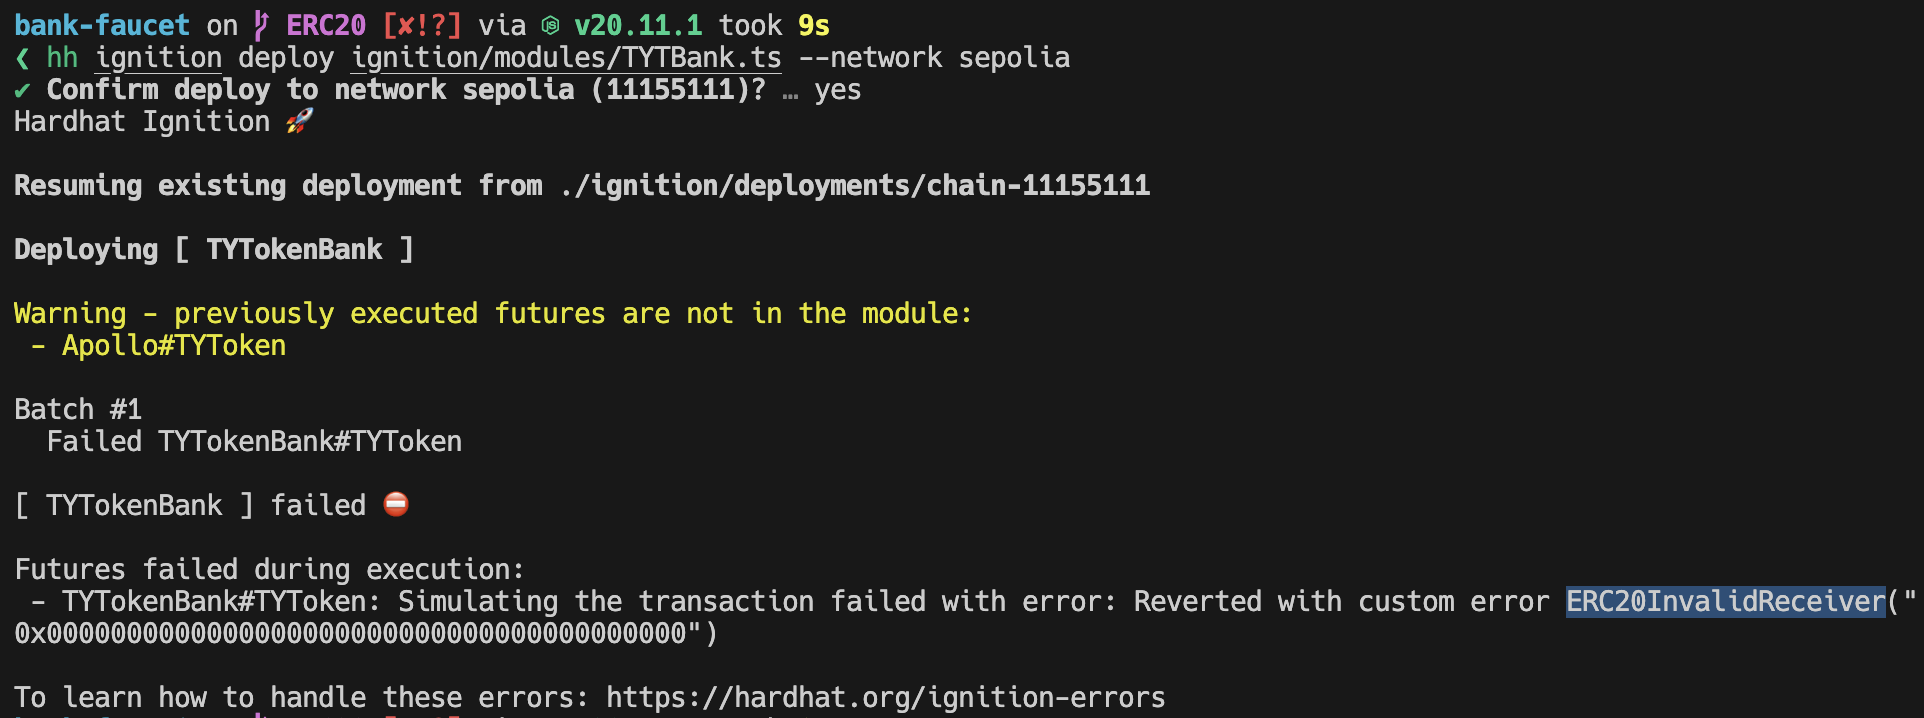 bank-faucet on ERC20 [✘!?] via v20.11.1 took 9s
❮ hh ignition deploy ignition/modules/TYTBank.ts --network sepolia
✔ Confirm deploy to network sepolia (11155111)? … yes
Hardhat Ignition 🚀
Resuming existing deployment from ./ignition/deployments/chain-11155111
Deploying [ TYTokenBank ]
Warning - previously executed futures are not in the module:
- Apollo#TYToken
Batch #1
Failed TYTokenBank#TYToken
[ TYTokenBank ] failed ⛔
Futures failed during execution:
- TYTokenBank#TYToken: Simulating the transaction failed with error: Reverted with custom error ERC20InvalidReceiver("
0x0000000000000000000000000000000000000000")
To learn how to handle these errors: https://hardhat.org/ignition-errors